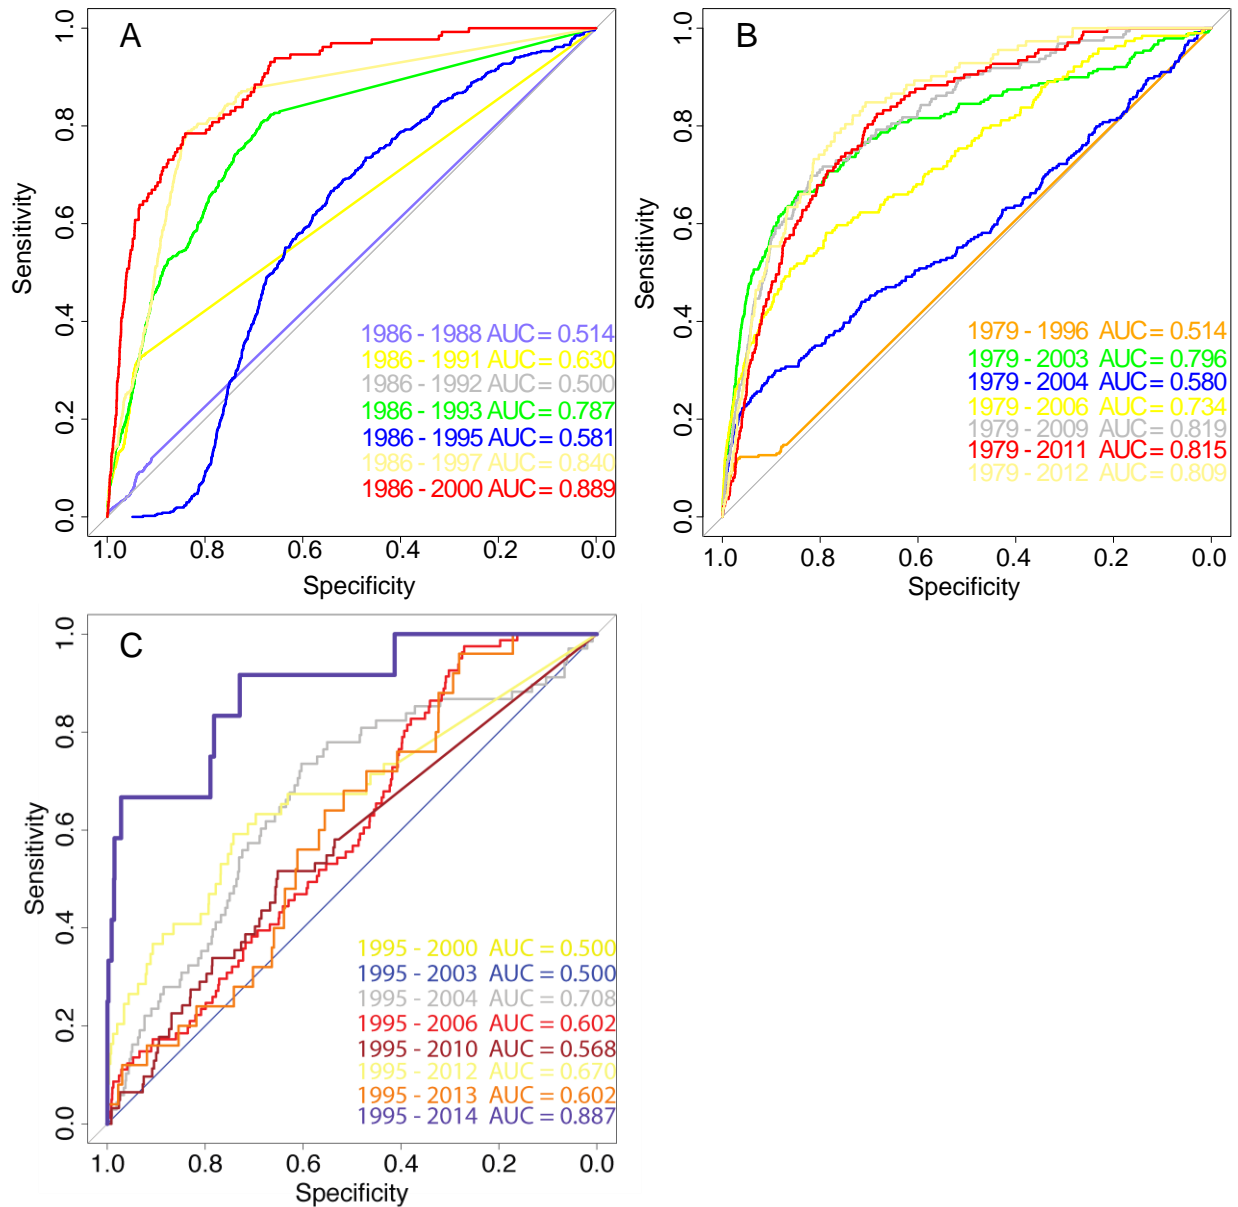 A
1.0
0.8
0.6
0.4
0.2
0.0
Sensitivity
1986 - 1988 AUC = 0.514
1986 - 1991 AUC = 0.630
1986 - 1992 AUC = 0.500
1986 - 1993 AUC = 0.787
1986 - 1995 AUC = 0.581
1986 - 1997 AUC = 0.840
1986 - 2000 AUC = 0.889
1.0 0.8 0.6 0.4 0.2 0.0
Specificity
B
1.0
0.8
0.6
0.4
0.2
0.0
Sensitivity
1979 - 1996 AUC = 0.514
1979 - 2003 AUC = 0.796
1979 - 2004 AUC = 0.580
1979 - 2006 AUC = 0.734
1979 - 2009 AUC = 0.819
1979 - 2011 AUC = 0.815
1979 - 2012 AUC = 0.809
1.0 0.8 0.6 0.4 0.2 0.0
Specificity
C
1.0
0.8
0.6
0.4
0.2
0.0
Sensitivity
1995 - 2000 AUC = 0.500
1995 - 2003 AUC = 0.500
1995 - 2004 AUC = 0.708
1995 - 2006 AUC = 0.602
1995 - 2010 AUC = 0.568
1995 - 2012 AUC = 0.670
1995 - 2013 AUC = 0.602
1995 - 2014 AUC = 0.887
1.0 0.8 0.6 0.4 0.2 0.0
Specificity